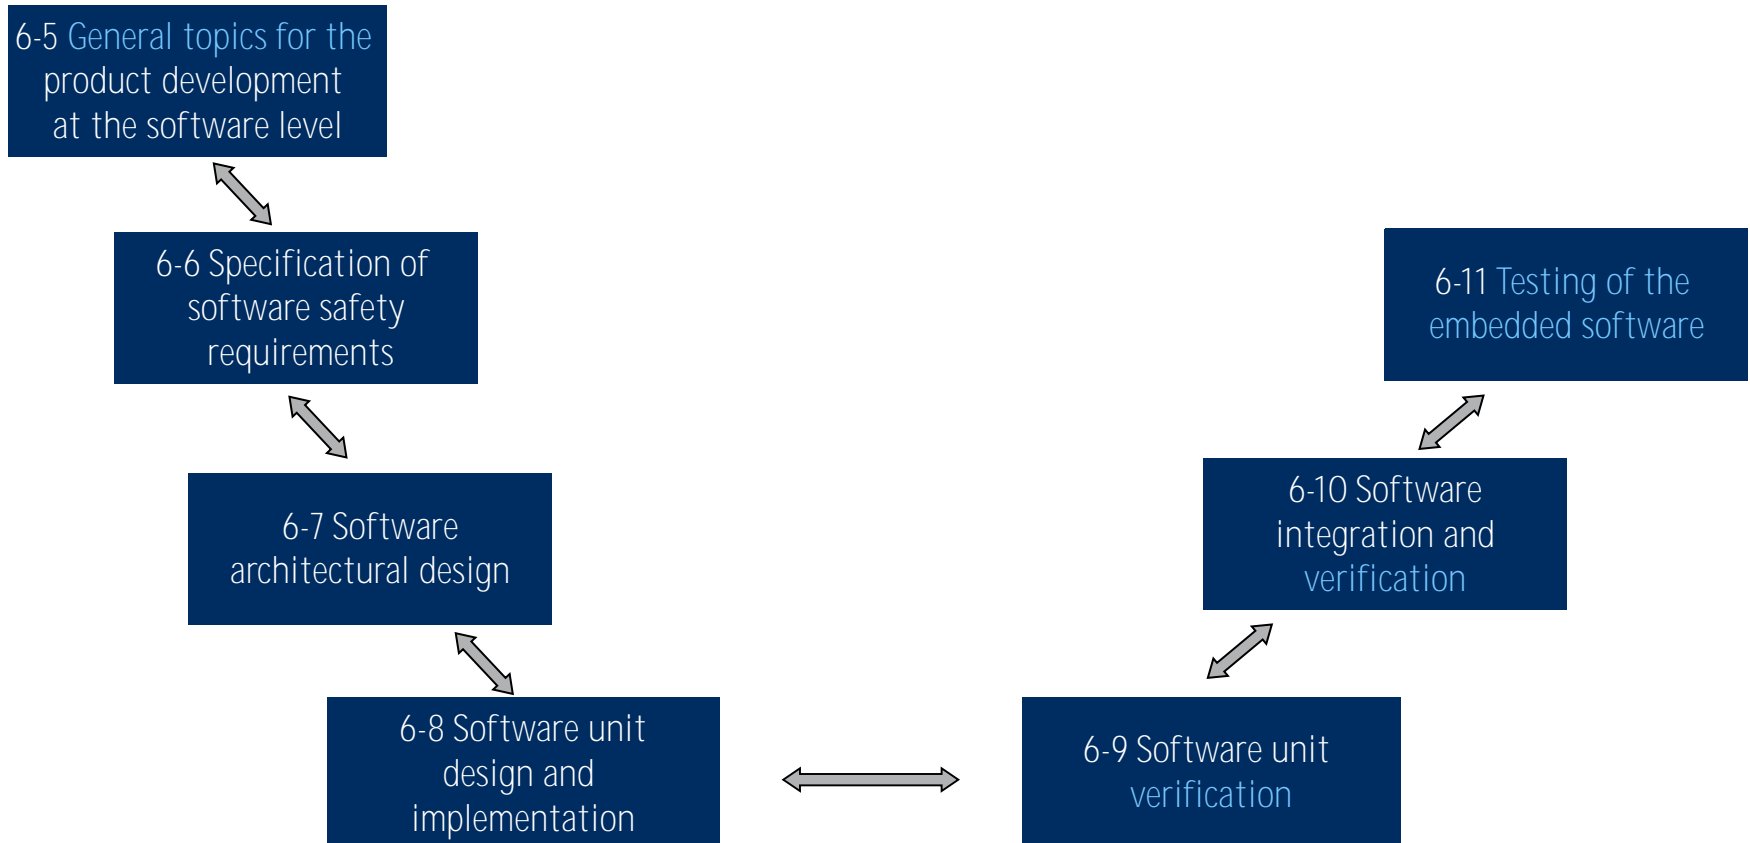 6-5 General topics for the
product development
at the software level
6-6 Specification of
software safety
requirements
6-11 Testing of the
embedded software
6-7 Software
architectural design
6-10 Software
integration and
verification
6-8 Software unit
design and
implementation
6-9 Software unit
verification